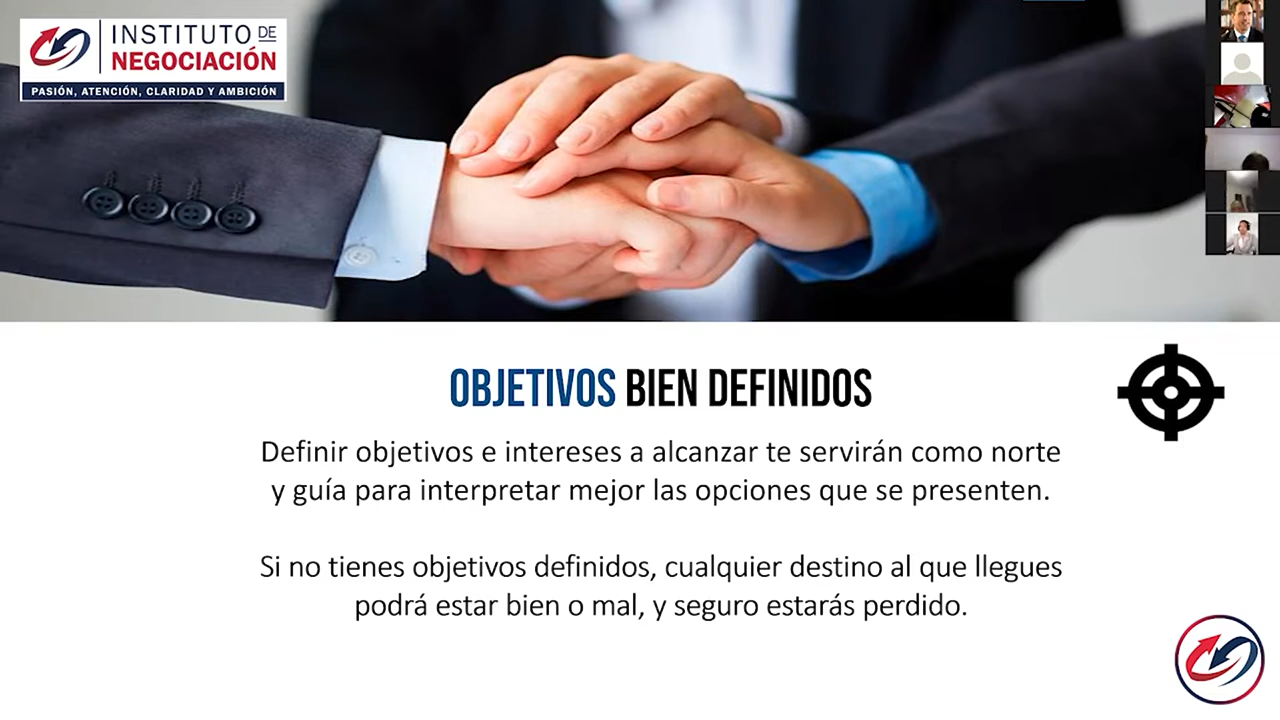 INSTITUTO DE
NEGOCIACIÓN
PASIÓN, ATENCIÓN, CLARIDAD Y AMBICIÓN
OBJETIVOS BIEN DEFINIDOS
Definir objetivos e intereses a alcanzar te servirán como norte
y guía para interpretar mejor las opciones que se presenten.
Si no tienes objetivos definidos, cualquier destino al que llegues
podrá estar bien o mal, y seguro estarás perdido.